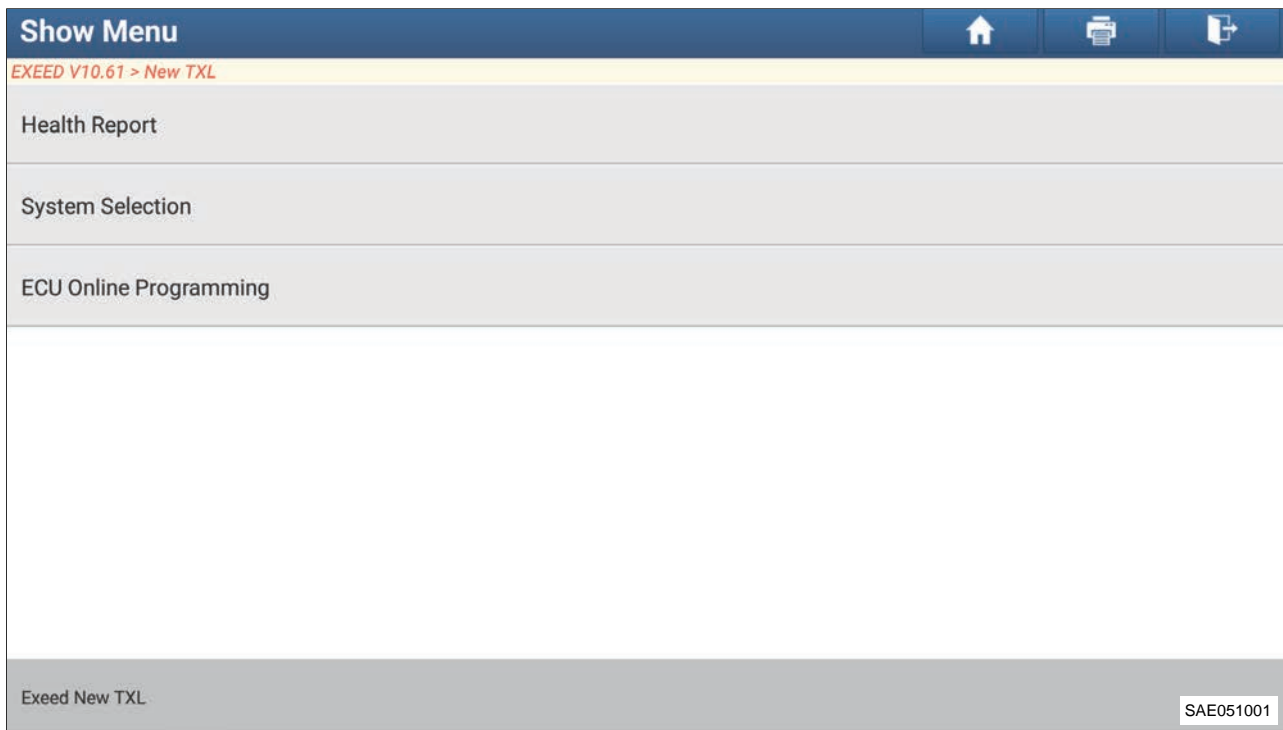 Show Menu
EXEED V10.61 > New TXL
Health Report
System Selection
ECU Online Programming
Exeed New TXL
SAE051001